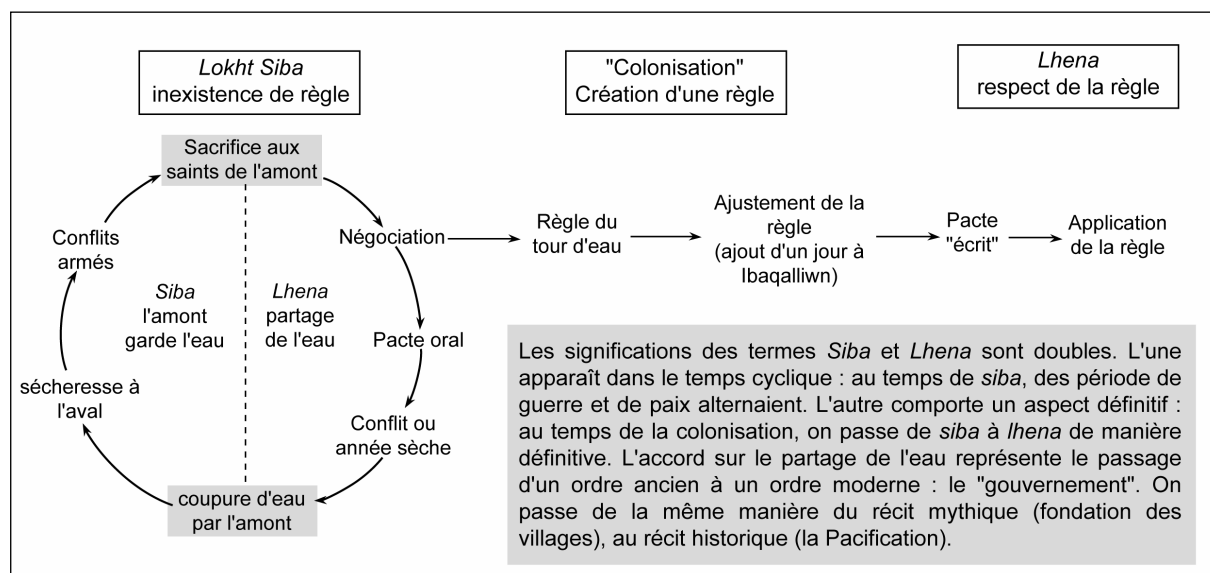 Lokht Siba
inexistence de règle
"Colonisation"
Création d'une règle
Lhena
respect de la règle
Sacrifice aux
saints de l'amont
Conflits
armés
Négociation
Règle du
tour d'eau
Ajustement de la
règle
(ajout d'un jour à
Ibaqalliwn)
Pacte
"écrit"
Application
de la règle
Siba
l'amont
garde l'eau
Lhena
partage
de l'eau
Pacte oral
sécheresse à
l'aval
Conflit ou
année sèche
coupure d'eau
par l'amont
Les significations des termes Siba et Lhena sont doubles. L'une
apparaît dans le temps cyclique : au temps de siba, des période de
guerre et de paix alternaient. L'autre comporte un aspect définitif :
au temps de la colonisation, on passe de siba à lhena de manière
définitive. L'accord sur le partage de l'eau représente le passage
d'un ordre ancien à un ordre moderne : le "gouvernement". On
passe de la même manière du récit mythique (fondation des
villages), au récit historique (la Pacification).